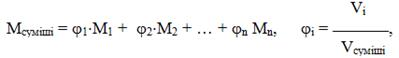 Mсуміші = φ1·M1 + φ2·M2 + … + φn Mn, φi = Vi / Vсуміші,